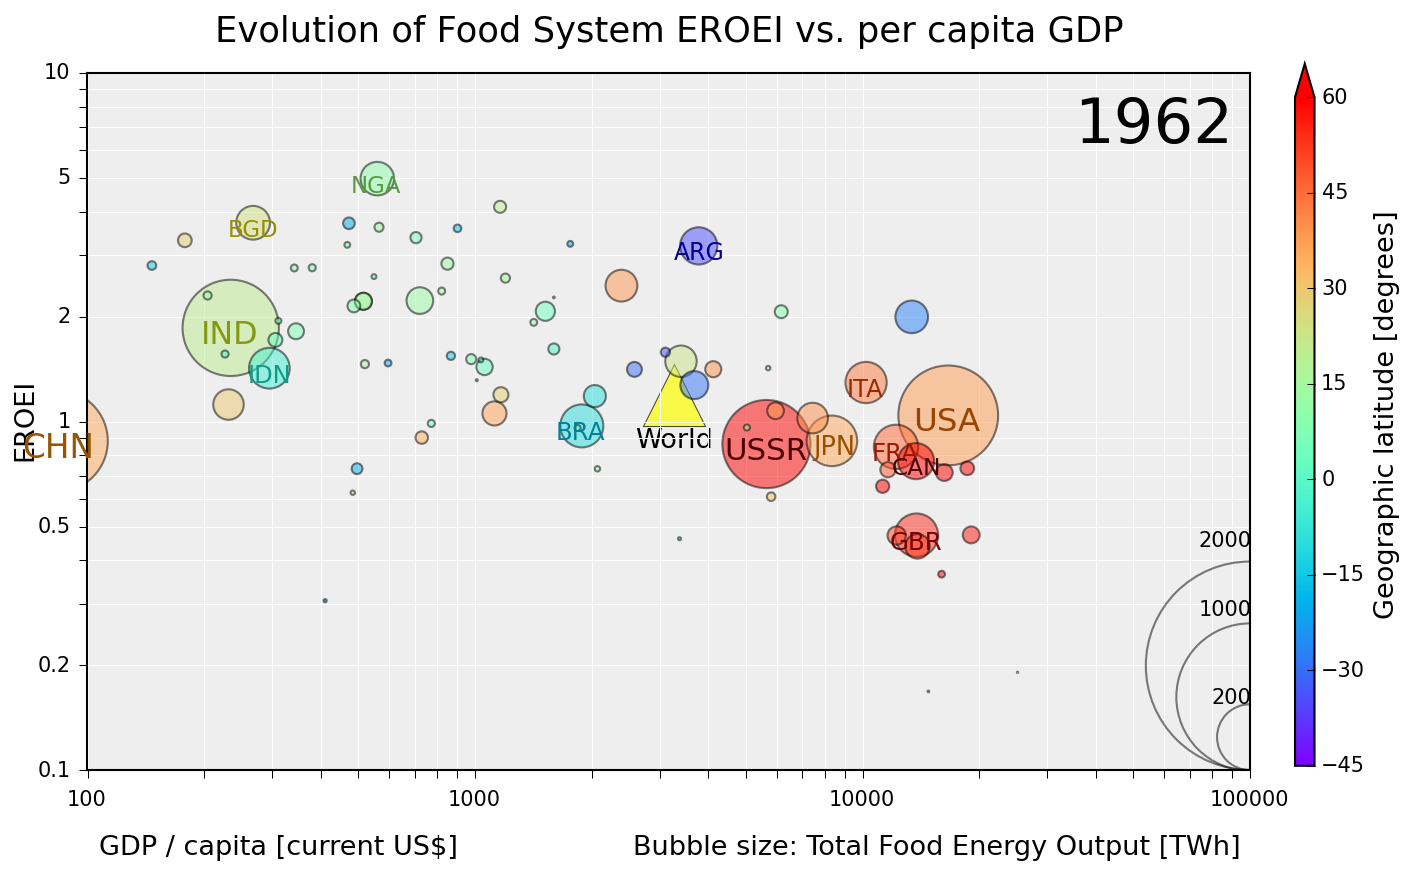 Evolution of Food System EROEI vs. per capita GDP
1962
10
5
2
1
0.5
0.2
0.1
EROEI
NGA
BGD
ARG
IND
IDN
ITA
USA
BRA
World
CHN
USSR
JPN
FRA
CAN
GBR
2000
1000
200
100
1000
10000
100000
GDP / capita [current US$]
Bubble size: Total Food Energy Output [TWh]
60
45
30
15
0
−15
−30
−45
Geographic latitude [degrees]